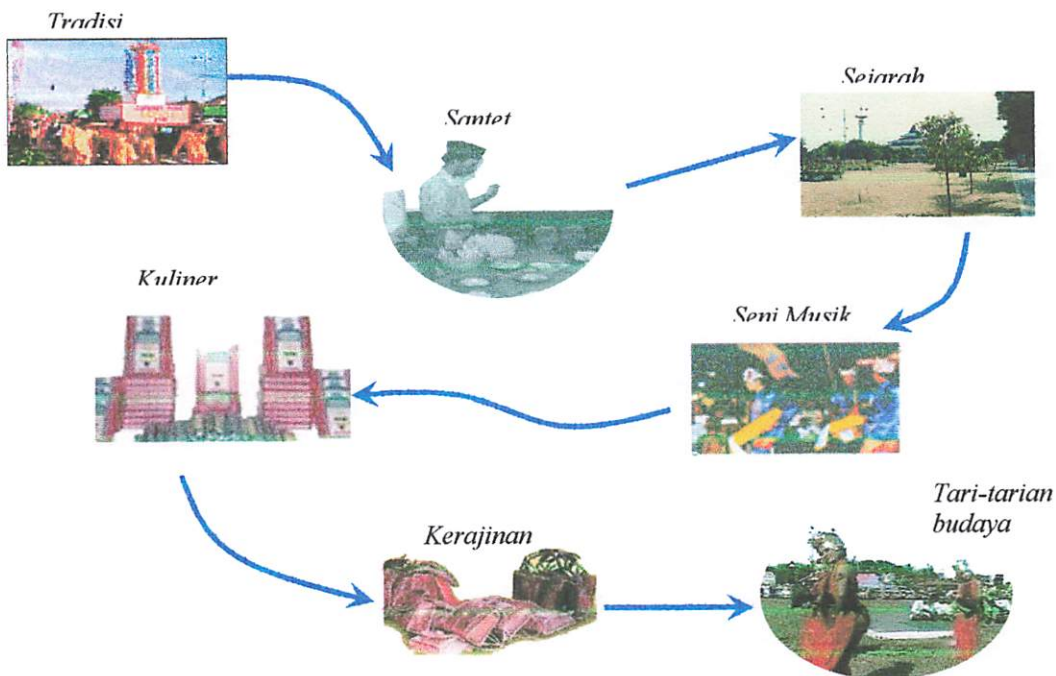 Tradisi
Santet
Sejarah
Seni Musik
Kuliner
Kerajinan
Tari-tarian
budaya